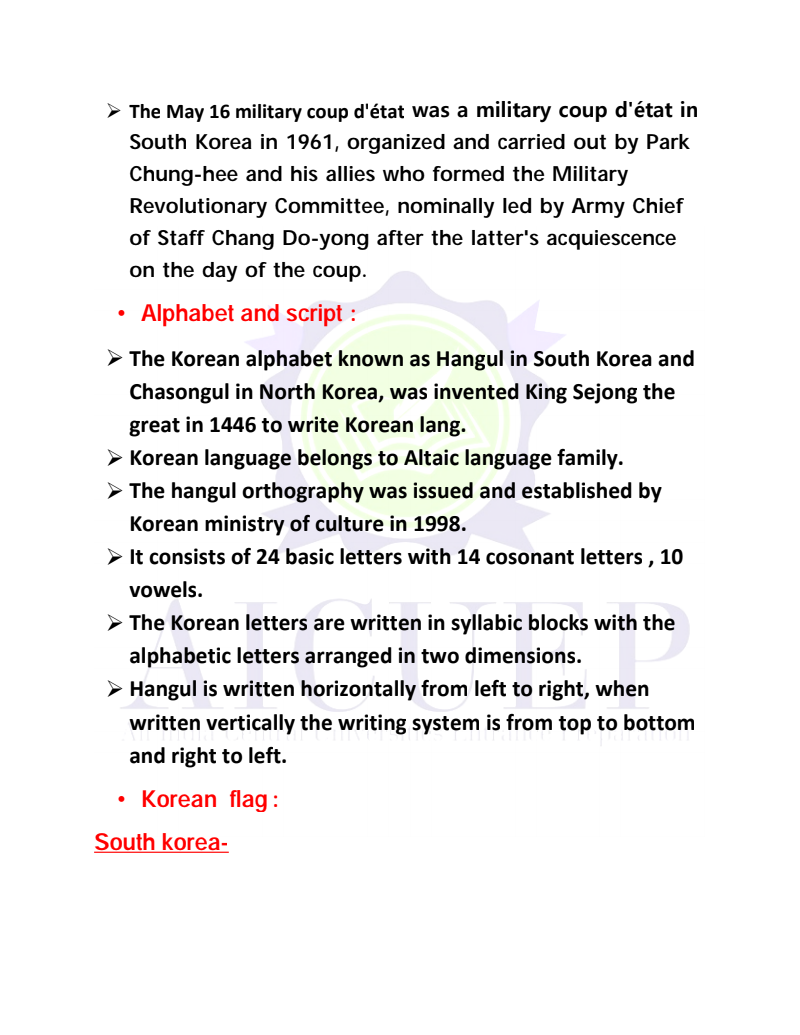 ➢ The May 16 military coup d'état was a military coup d'état in
South Korea in 1961, organized and carried out by Park
Chung-hee and his allies who formed the Military
Revolutionary Committee, nominally led by Army Chief
of Staff Chang Do-yong after the latter's acquiescence
on the day of the coup.
• Alphabet and script :
➢ The Korean alphabet known as Hangul in South Korea and
Chasongul in North Korea, was invented King Sejong the
great in 1446 to write Korean lang.
➢ Korean language belongs to Altaic language family.
➢ The hangul orthography was issued and established by
Korean ministry of culture in 1998.
➢ It consists of 24 basic letters with 14 cosonant letters , 10
vowels.
➢ The Korean letters are written in syllabic blocks with the
alphabetic letters arranged in two dimensions.
➢ Hangul is written horizontally from left to right, when
written vertically the writing system is from top to bottom
and right to left.
• Korean flag :
South korea-
AICUEP
All India Central University Entrance Preparation